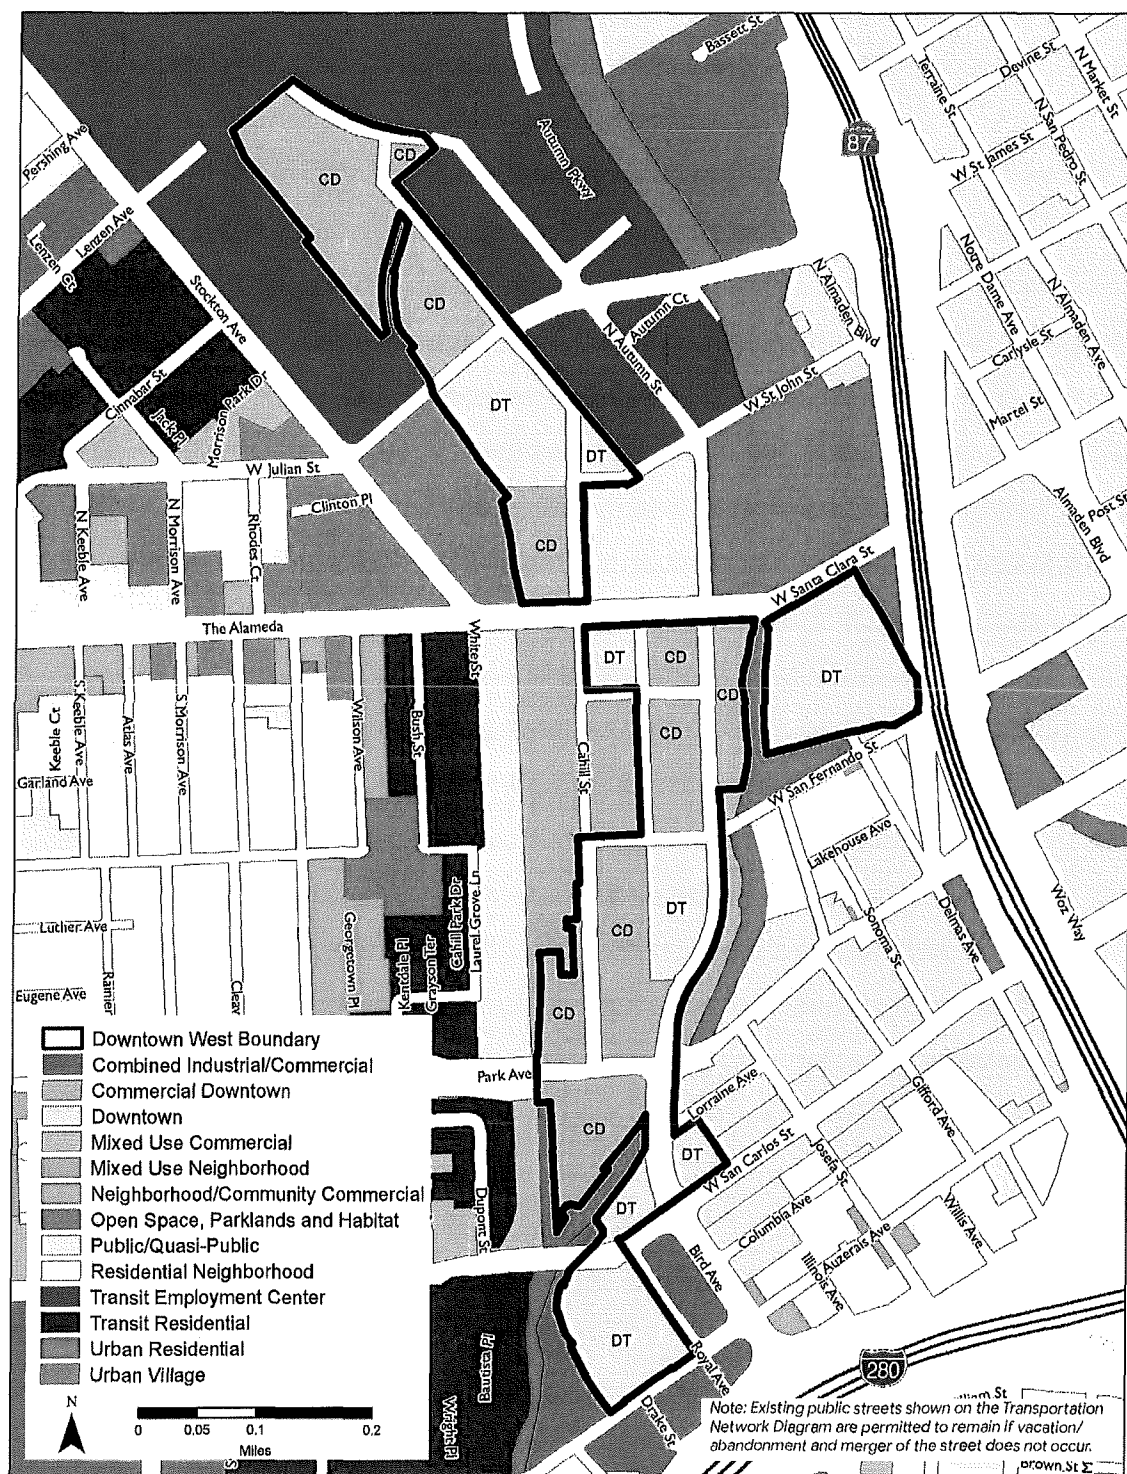 Bassett St
Devine St
Terraine St
N Market St
N San Pedro St
W St James St
87
Pershing Ave
Autumn Pkwy
CD
CD
Lenzen Ave
Lenzen Ct
Stockton Ave
Notre Dame Ave
N Almaden Blvd
N Almaden Ave
Autumn Ct
N Autumn St
CD
Carlysle St
Cinnabar St
Jack Pl
Morrison Park Dr
W St John St
Martel St
DT
DT
W Julian St
Clinton Pl
N Keeble Ave
N Morrison Ave
Rhodes Ct
CD
Almaden Blvd
Post St
W Santa Clara St
The Alameda
White St
DT
CD
DT
CD
CD
Keeble Ct
S Keeble Ave
Atlas Ave
S Morrison Ave
Wilson Ave
Bush St
Cahill St
W San Fernando St
Garland Ave
Lakehouse Ave
DT
CD
Luther Ave
Georgetown Pl
Cahill Park Dr
Laurel Grove Ln
Sonoma St
Delmas Ave
Woz Way
Eugene Ave
Rainier
Cleav
Kentdale Pl
Grayson Ter
CD
Downtown West Boundary
Combined Industrial/Commercial
Commercial Downtown
Downtown
Mixed Use Commercial
Mixed Use Neighborhood
Neighborhood/Community Commercial
Open Space, Parklands and Habitat
Public/Quasi-Public
Residential Neighborhood
Transit Employment Center
Transit Residential
Urban Residential
Urban Village
Park Ave
Lorraine Ave
Gifford Ave
CD
DT
W San Carlos St
Josefa St
Dupont St
DT
Columbia Ave
Willis Ave
Auzerais Ave
Illinois Ave
Bird Ave
DT
Royal Ave
Bautista Pl
Drake St
Wright Pl
280
N
0 0.05 0.1 0.2
Miles
Note: Existing public streets shown on the Transportation
Network Diagram are permitted to remain if vacation/
abandonment and merger of the street does not occur.